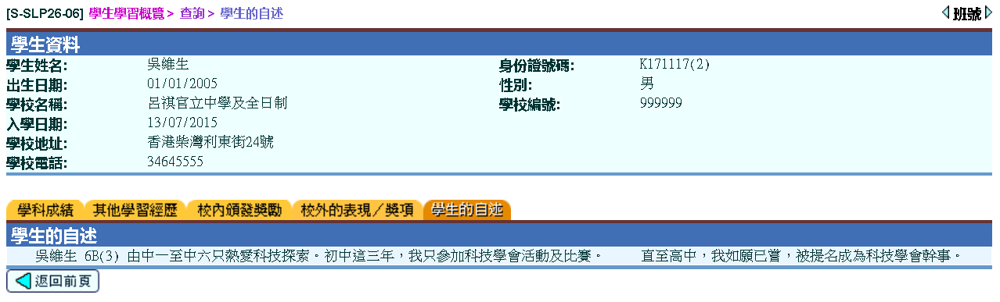 [S-SLP26-06] 學生學習概覽 > 查詢 > 學生的自述 班號
學生資料
學生姓名: 吳維生 身份證號碼: K171117(2)
出生日期: 01/01/2005 性別: 男
學校名稱: 呂祺官立中學及全日制 學校編號: 999999
入學日期: 13/07/2015
學校地址: 香港柴灣利東街24號
學校電話: 34645555
學科成績 其他學習經歷 校內頒發獎勵 校外的表現／獎項 學生的自述
學生的自述
吳維生 6B(3) 由中一至中六只熱愛科技探索。初中這三年，我只參加科技學會活動及比賽。 直至高中，我如願已嘗，被提名成為科技學會幹事。
返回前頁